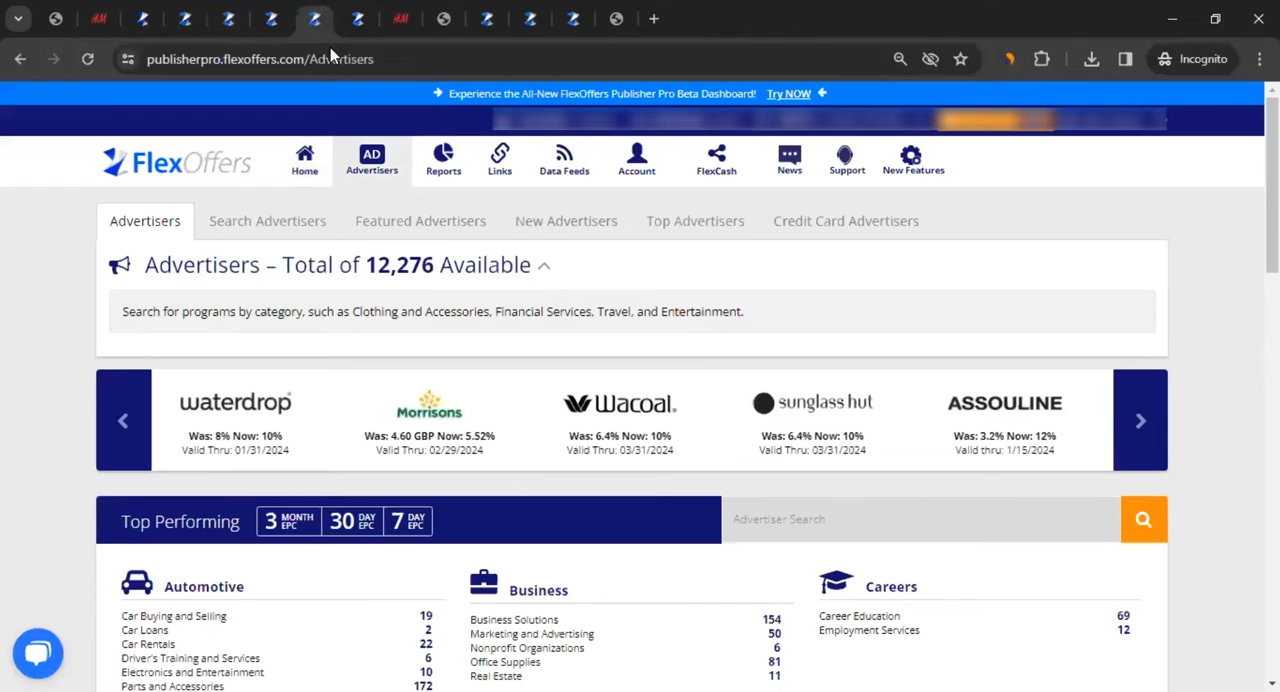 H&M
H&M
publisherpro.flexoffers.com/Advertisers
Incognito
Experience the All-New FlexOffers Publisher Pro Beta Dashboard! Try NOW
FlexOffers
Home
AD
Advertisers
Reports
Links
Data Feeds
Account
FlexCash
News
Support
New Features
Advertisers
Search Advertisers
Featured Advertisers
New Advertisers
Top Advertisers
Credit Card Advertisers
Advertisers – Total of 12,276 Available
Search for programs by category, such as Clothing and Accessories, Financial Services, Travel, and Entertainment.
waterdrop
Was: 8% Now: 10%
Valid Thru: 01/31/2024
Morrisons
Was: 4.60 GBP Now: 5.52%
Valid Thru: 02/29/2024
Wacoal.
Was: 6.4% Now: 10%
Valid Thru: 03/31/2024
sunglass hut
Was: 6.4% Now: 10%
Valid Thru: 03/31/2024
ASSOULINE
Was: 3.2% Now: 12%
Valid thru: 1/15/2024
Top Performing
3 MONTH EPC
30 DAY EPC
7 DAY EPC
Advertiser Search
Automotive
Car Buying and Selling 19
Car Loans 2
Car Rentals 22
Driver's Training and Services 6
Electronics and Entertainment 10
Parts and Accessories 172
Business
Business Solutions 154
Marketing and Advertising 50
Nonprofit Organizations 6
Office Supplies 81
Real Estate 11
Careers
Career Education 69
Employment Services 12